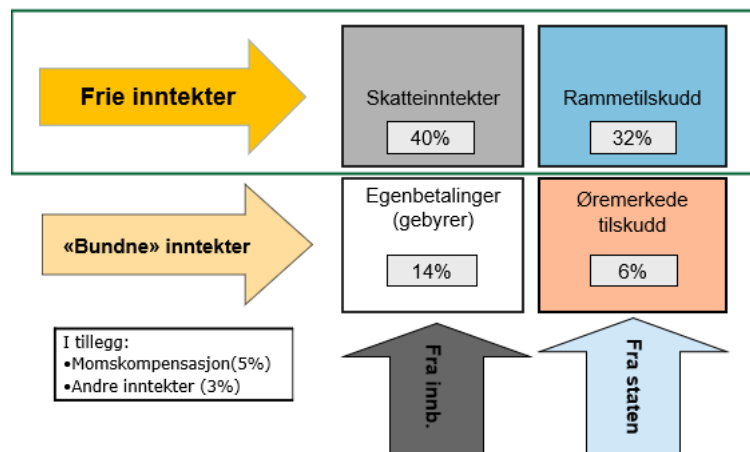 Frie inntekter
Skatteinntekter
40%
Rammetilskudd
32%
«Bundne» inntekter
Egenbetalinger
(gebyrer)
14%
Øremerkede
tilskudd
6%
I tillegg:
•Momskompensasjon(5%)
•Andre inntekter (3%)
Fra innb.
Fra staten